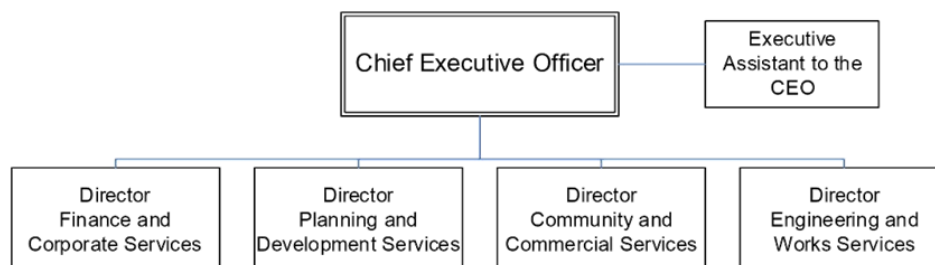 Chief Executive Officer
Executive
Assistant to the
CEO
Director
Finance and
Corporate Services
Director
Planning and
Development Services
Director
Community and
Commercial Services
Director
Engineering and
Works Services